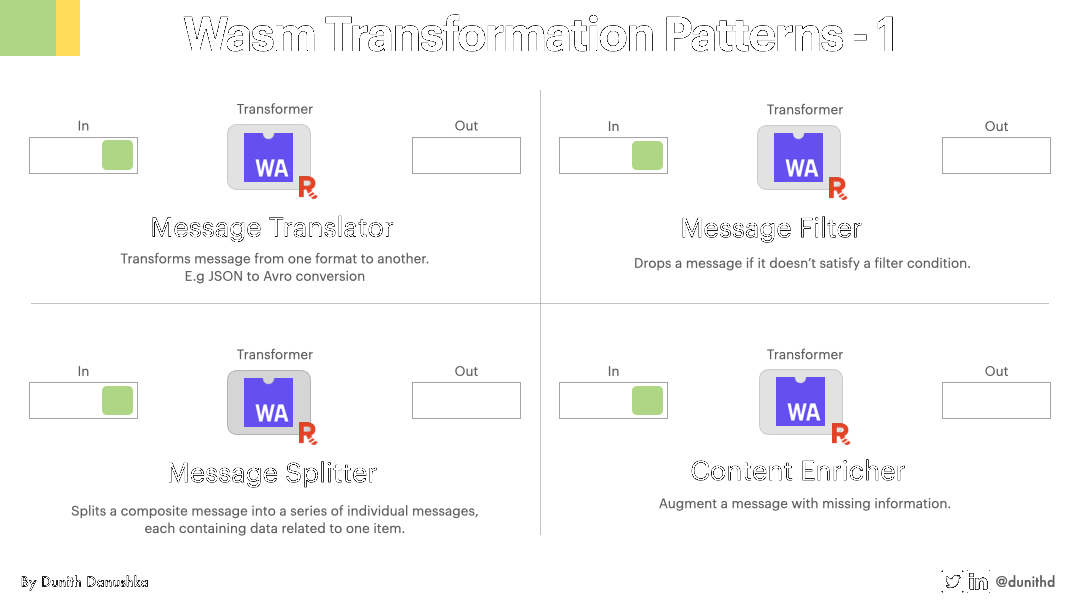 Wasm Transformation Patterns - 1
Transformer
In
Out
WA
R
Message Translator
Transforms message from one format to another.
E.g JSON to Avro conversion
Transformer
In
Out
WA
R
Message Filter
Drops a message if it doesn't satisfy a filter condition.
Transformer
In
Out
WA
R
Message Splitter
Splits a composite message into a series of individual messages,
each containing data related to one item.
Transformer
In
Out
WA
R
Content Enricher
Augment a message with missing information.
By Dunith Danushka
in @dunithd